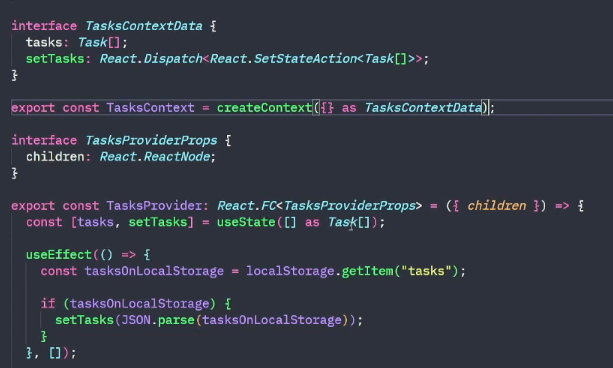 interface TasksContextData {
  tasks: Task[];
  setTasks: React.Dispatch<React.SetStateAction<Task[]>>;
}

export const TasksContext = createContext({} as TasksContextData);

interface TasksProviderProps {
  children: React.ReactNode;
}

export const TasksProvider: React.FC<TasksProviderProps> = ({ children }) => {
  const [tasks, setTasks] = useState([] as Task[]);

  useEffect(() => {
    const tasksOnLocalStorage = localStorage.getItem("tasks");

    if (tasksOnLocalStorage) {
      setTasks(JSON.parse(tasksOnLocalStorage));
    }
  }, []);